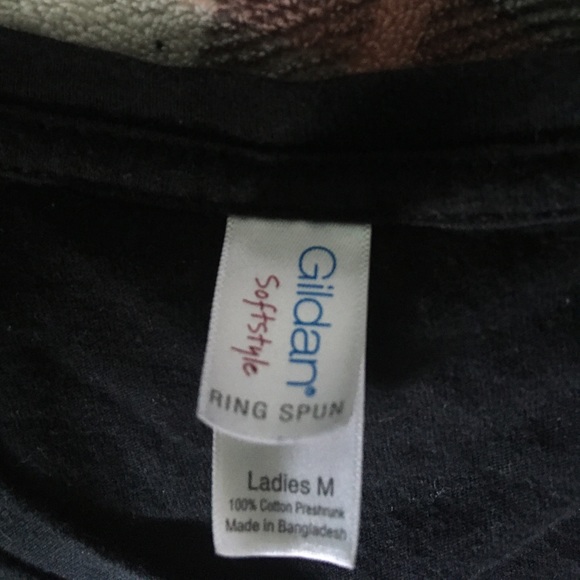 Gildan®
Softstyle
RING SPUN
Ladies M
100% Cotton Preshrunk
Made in Bangladesh